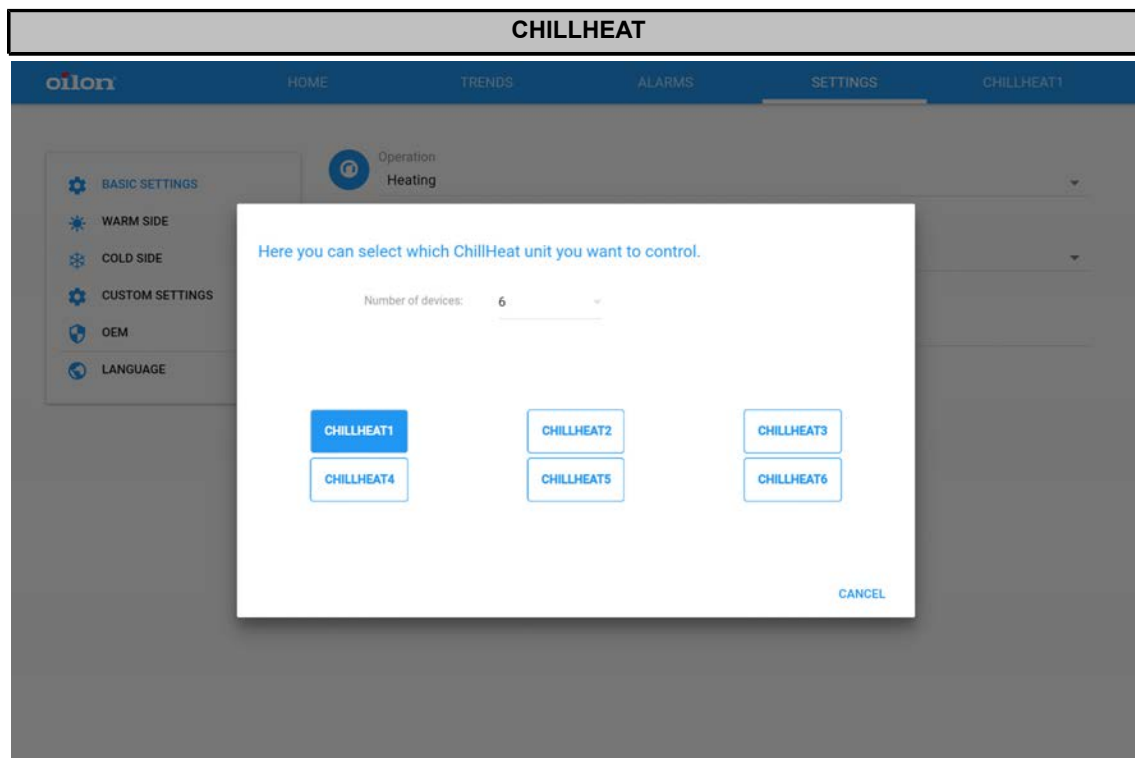 CHILLHEAT
oilon HOME TRENDS ALARMS SETTINGS CHILLHEAT1
Operation
Heating
BASIC SETTINGS
WARM SIDE
COLD SIDE
CUSTOM SETTINGS
OEM
LANGUAGE
Here you can select which ChillHeat unit you want to control.
Number of devices: 6
CHILLHEAT1 CHILLHEAT2 CHILLHEAT3
CHILLHEAT4 CHILLHEAT5 CHILLHEAT6
CANCEL